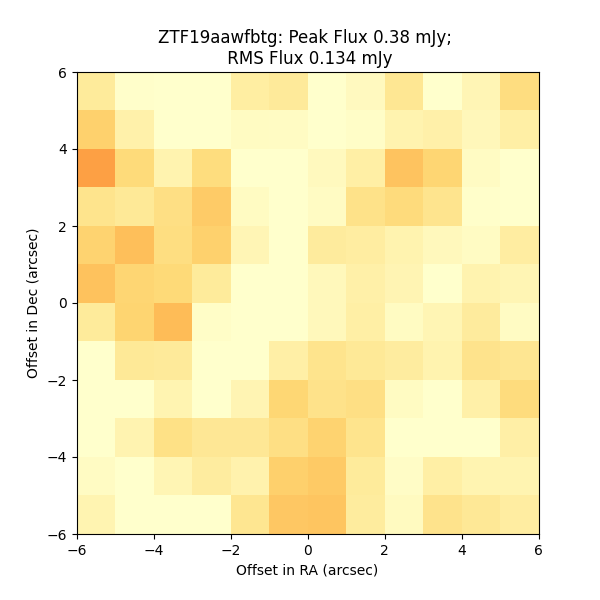 ZTF19aawfbtg: Peak Flux 0.38 mJy;
RMS Flux 0.134 mJy
6
4
2
0
−2
−4
−6
Offset in Dec (arcsec)
−6 −4 −2 0 2 4 6
Offset in RA (arcsec)